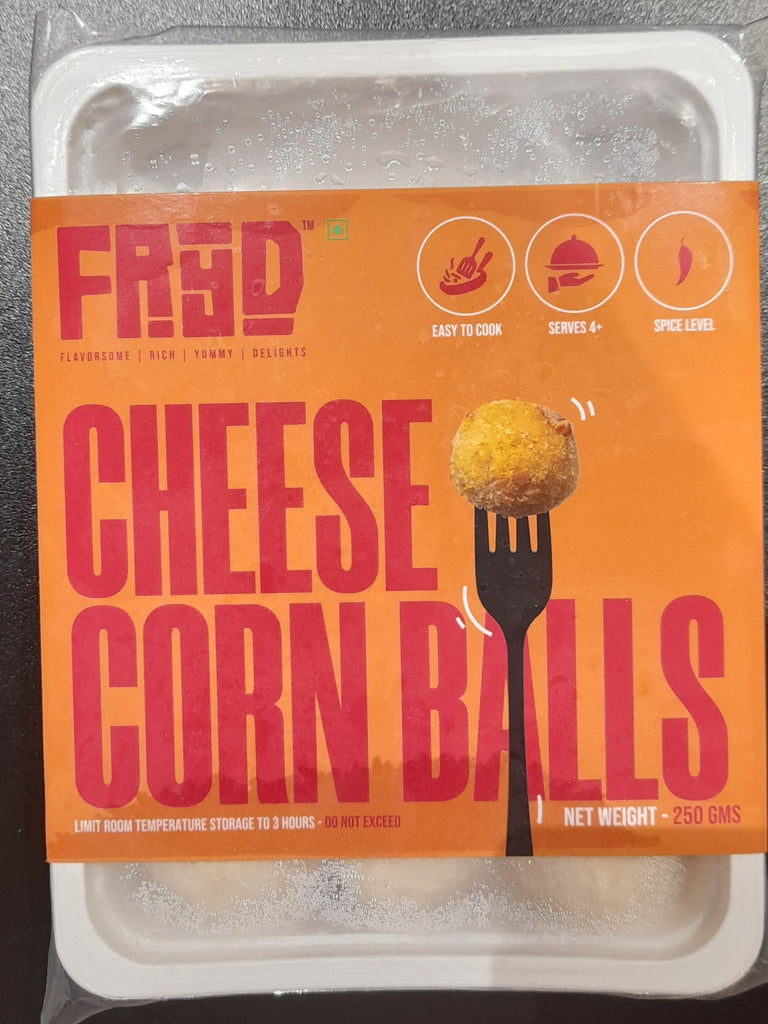 FRYD™
FLAVORSOME | RICH | YUMMY | DELIGHTS
EASY TO COOK
SERVES 4+
SPICE LEVEL
CHEESE
CORN BALLS
LIMIT ROOM TEMPERATURE STORAGE TO 3 HOURS - DO NOT EXCEED
NET WEIGHT - 250 GMS